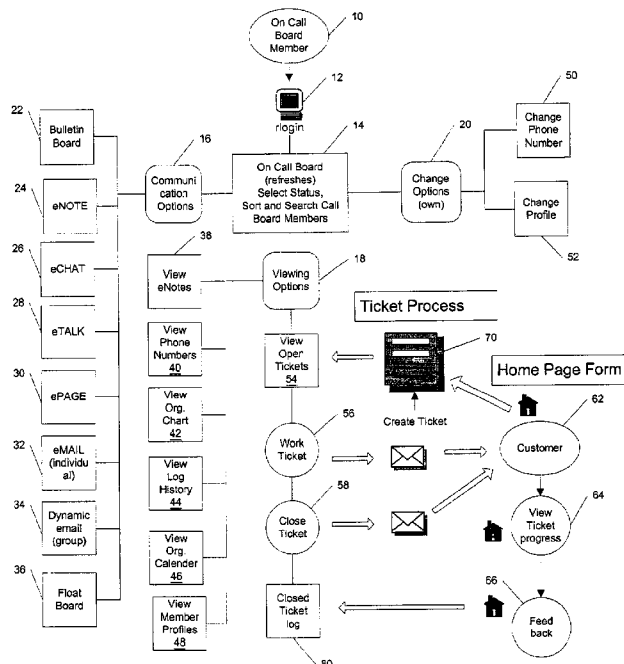 On Call
Board
Member
10
12
rlogin
14
On Call Board
(refreshes)
Select Status,
Sort and Search Call
Board Members
16
Communi
cation
Options
20
Change
Options
(own)
50
Change
Phone
Number
Change
Profile
52
22
Bulletin
Board
24
eNOTE
26
eCHAT
28
eTALK
30
ePAGE
32
eMAIL
(individu
al)
34
Dynamic
email
(group)
36
Float
Board
38
View
eNotes
View
Phone
Numbers
40
View
Org.
Chart
42
View
Log
History
44
View
Org.
Calender
46
View
Member
Profiles
48
18
Viewing
Options
View
Open
Tickets
54
56
Work
Ticket
58
Close
Ticket
Closed
Ticket
log
Ticket Process
70
Create Ticket
Home Page Form
62
Customer
64
View
Ticket
progress
66
Feed
back